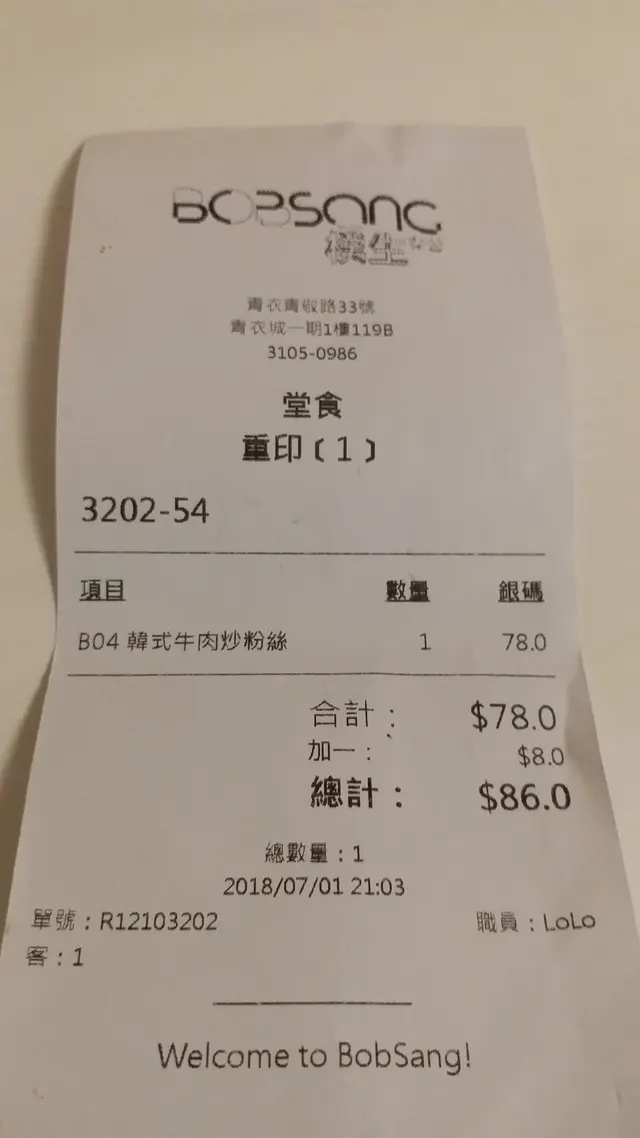 BOBSANG
樸生
青衣青敬路33號
青衣城一期1樓119B
3105-0986
堂食
重印(1)
3202-54
項目 數量 銀碼
B04 韓式牛肉炒粉絲 1 78.0
合計： $78.0
加一： $8.0
總計： $86.0
總數量：1
2018/07/01 21:03
單號：R12103202 職員：LoLo
客：1
Welcome to BobSang!